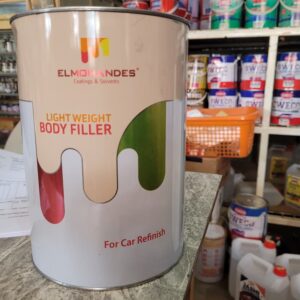 ELMOHANDES
Coatings & Solvents
LIGHT WEIGHT
BODY FILLER
For Car Refinish